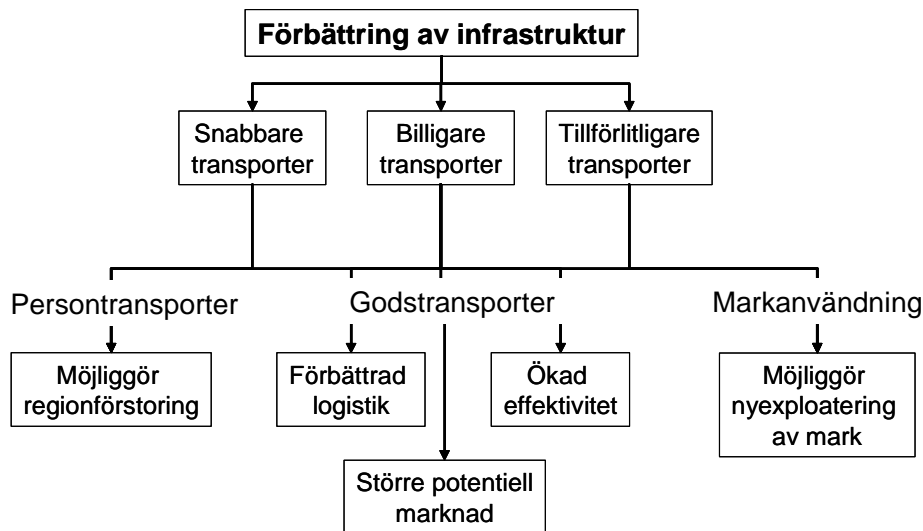 Förbättring av infrastruktur
Snabbare
transporter
Billigare
transporter
Tillförlitligare
transporter
Persontransporter
Godstransporter
Markanvändning
Möjliggör
regionförstoring
Förbättrad
logistik
Ökad
effektivitet
Möjliggör
nyexploatering
av mark
Större potentiell
marknad